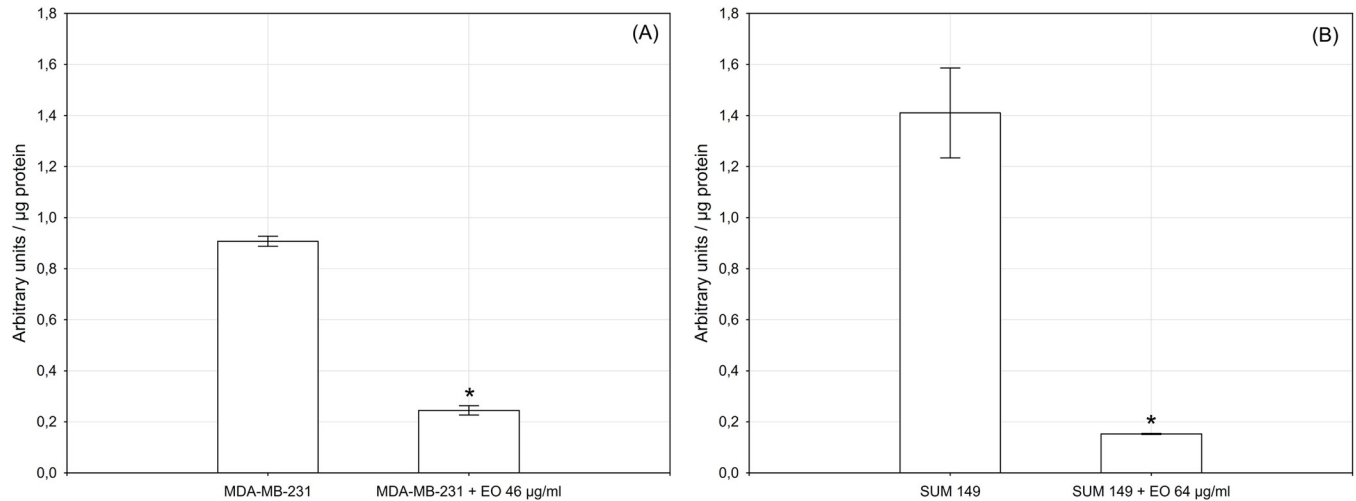 (A)
Arbitrary units / µg protein
1,8
1,6
1,4
1,2
1,0
0,8
0,6
0,4
0,2
0,0
*
MDA-MB-231
MDA-MB-231 + EO 46 µg/ml
(B)
Arbitrary units / µg protein
1,8
1,6
1,4
1,2
1,0
0,8
0,6
0,4
0,2
0,0
*
SUM 149
SUM 149 + EO 64 µg/ml